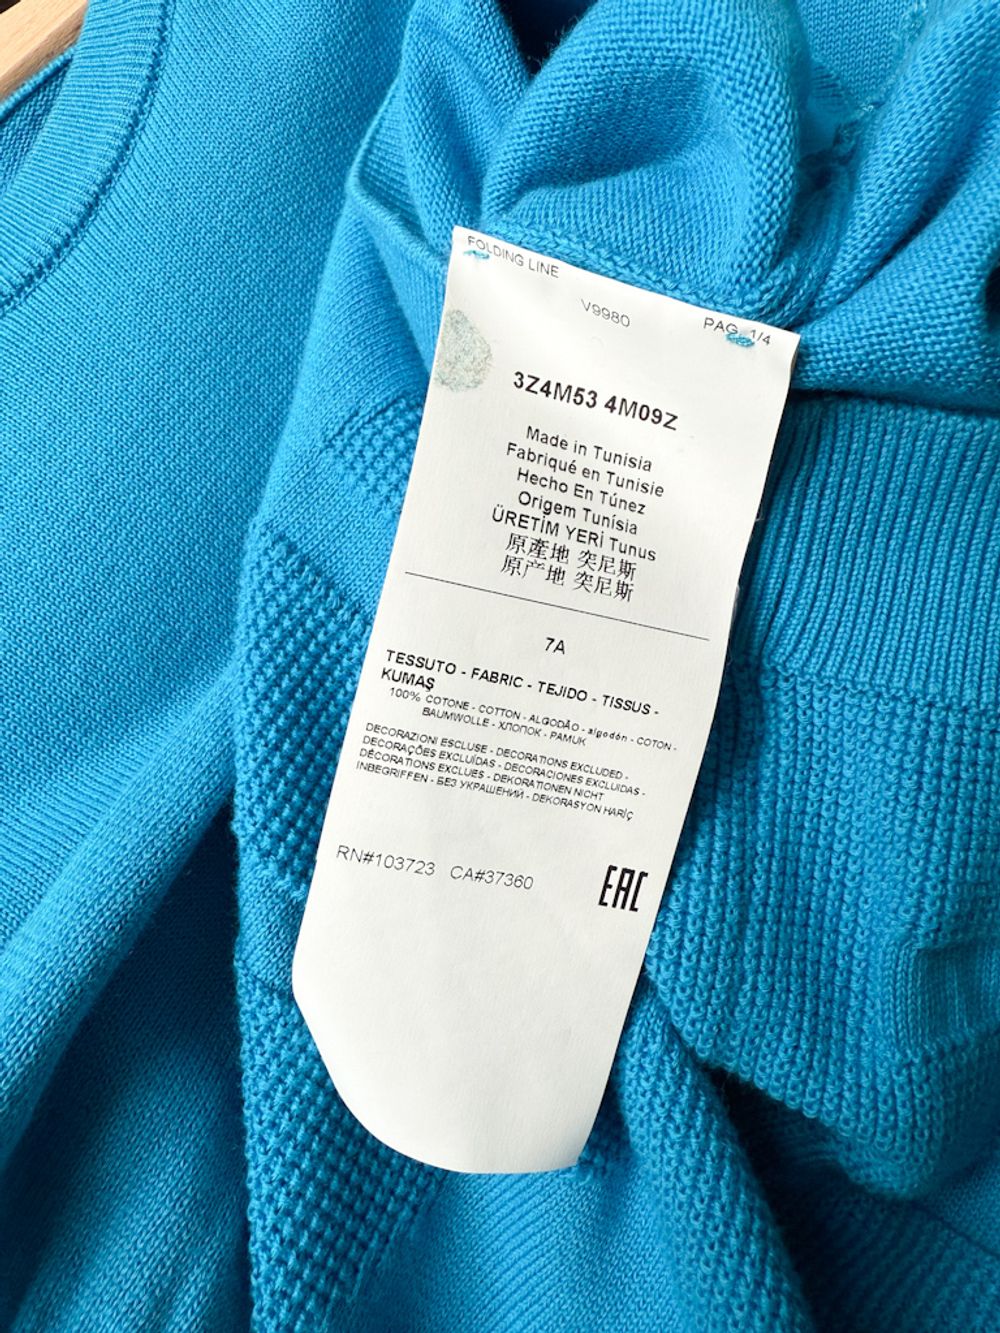 FOLDING LINE
V9980
PAG. 1/4
3Z4M53 4M09Z
Made in Tunisia
Fabriqué en Tunisie
Hecho En Túnez
Origem Tunísia
ÜRETİM YERİ Tunus
原產地 突尼斯
原产地 突尼斯
7A
TESSUTO - FABRIC - TEJIDO - TISSUS -
KUMAŞ
100% COTONE - COTTON - ALGODÃO - algodón - COTON -
BAUMWOLLE - ХЛОПОК - PAMUK
DECORAZIONI ESCLUSE - DECORATIONS EXCLUDED -
DECORAÇÕES EXCLUÍDAS - DECORACIONES EXCLUIDAS -
DÉCORATIONS EXCLUES - DEKORATIONEN NICHT
INBEGRIFFEN - БЕЗ УКРАШЕНИЙ - DEKORASYON HARİÇ
RN#103723 CA#37360
EAC